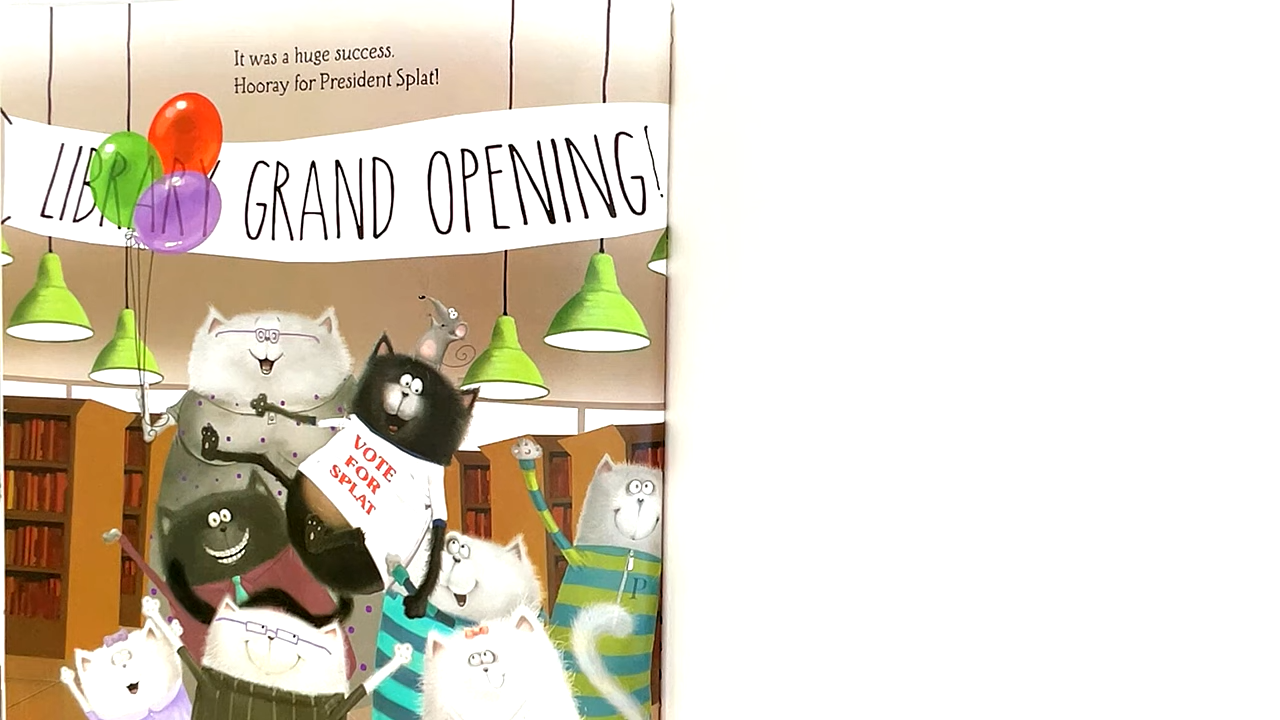 It was a huge success.
Hooray for President Splat!
LIBRARY GRAND OPENING!
VOTE
FOR
SPLAT
P